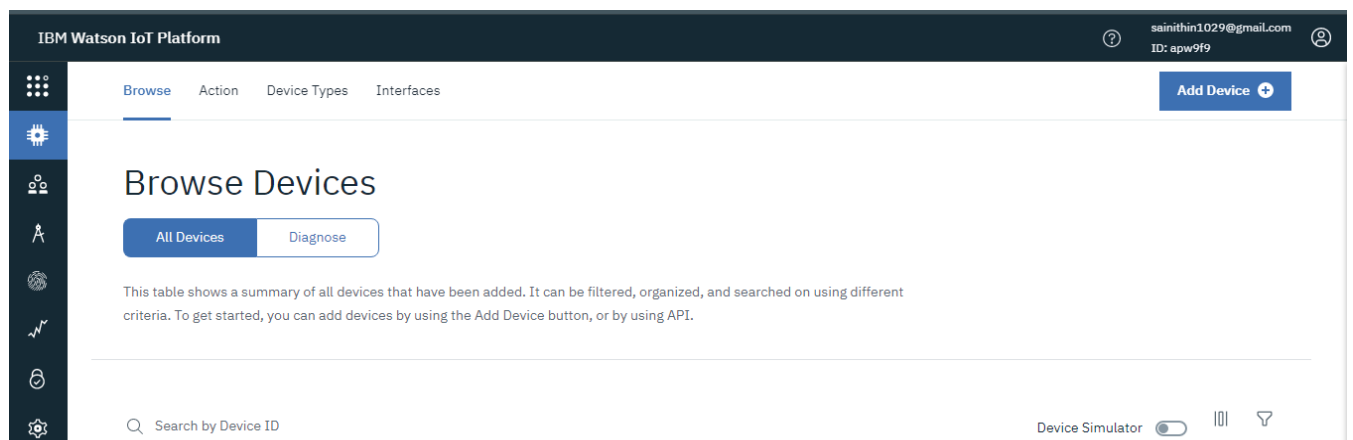 IBM Watson IoT Platform
sainithin1029@gmail.com
ID: apw9f9
Browse Action Device Types Interfaces
Add Device
Browse Devices
All Devices Diagnose
This table shows a summary of all devices that have been added. It can be filtered, organized, and searched on using different
criteria. To get started, you can add devices by using the Add Device button, or by using API.
Search by Device ID
Device Simulator